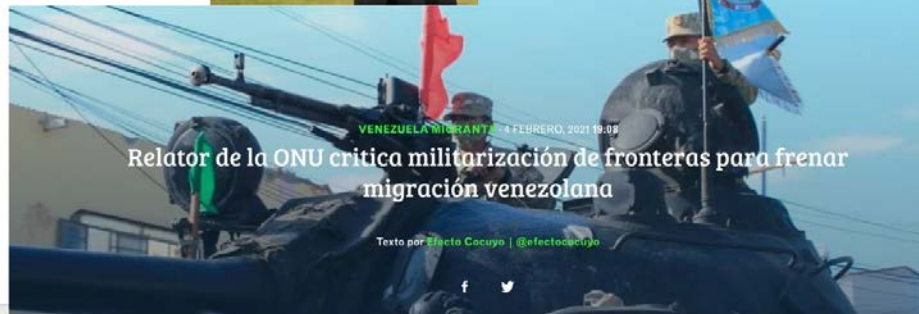 VENEZUELA MIGRANTE - 4 FEBRERO, 2021 19:08
Relator de la ONU critica militarización de fronteras para frenar
migración venezolana
Texto por Efecto Cocuyo | @efectococuyo